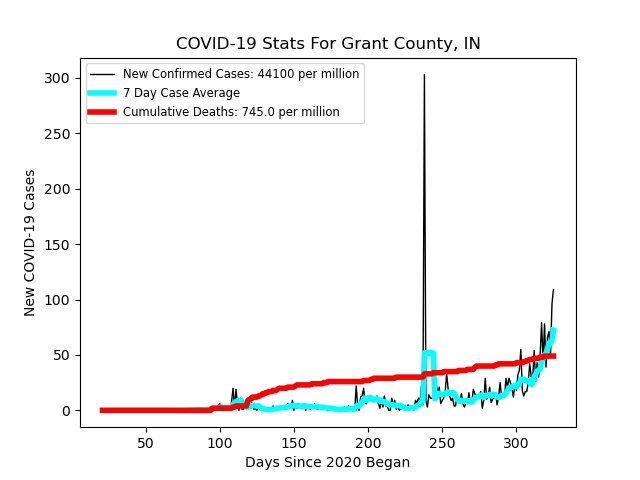 COVID-19 Stats For Grant County, IN
New Confirmed Cases: 44100 per million
7 Day Case Average
Cumulative Deaths: 745.0 per million
300
250
200
150
100
50
0
New COVID-19 Cases
50 100 150 200 250 300
Days Since 2020 Began